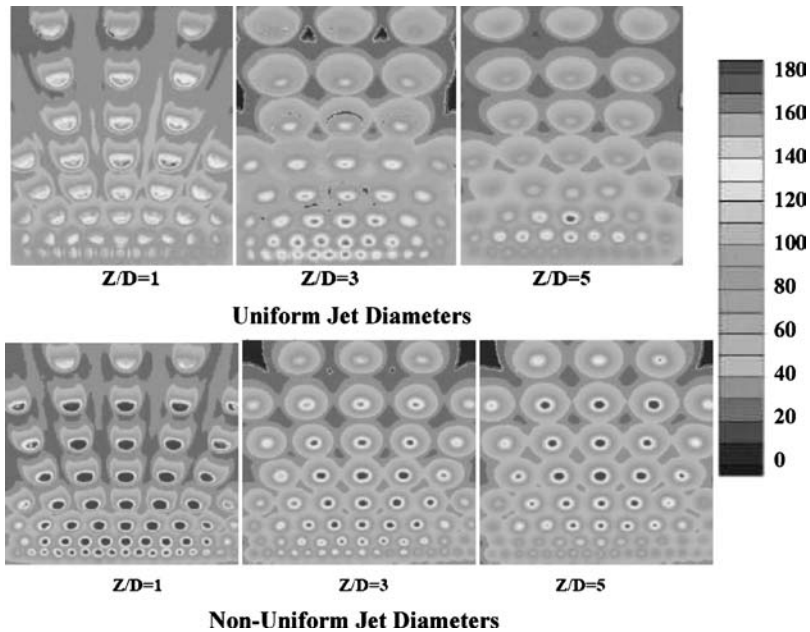 180
160
140
120
100
80
60
40
20
0
Z/D=1
Z/D=3
Z/D=5
Uniform Jet Diameters
Z/D=1
Z/D=3
Z/D=5
Non-Uniform Jet Diameters